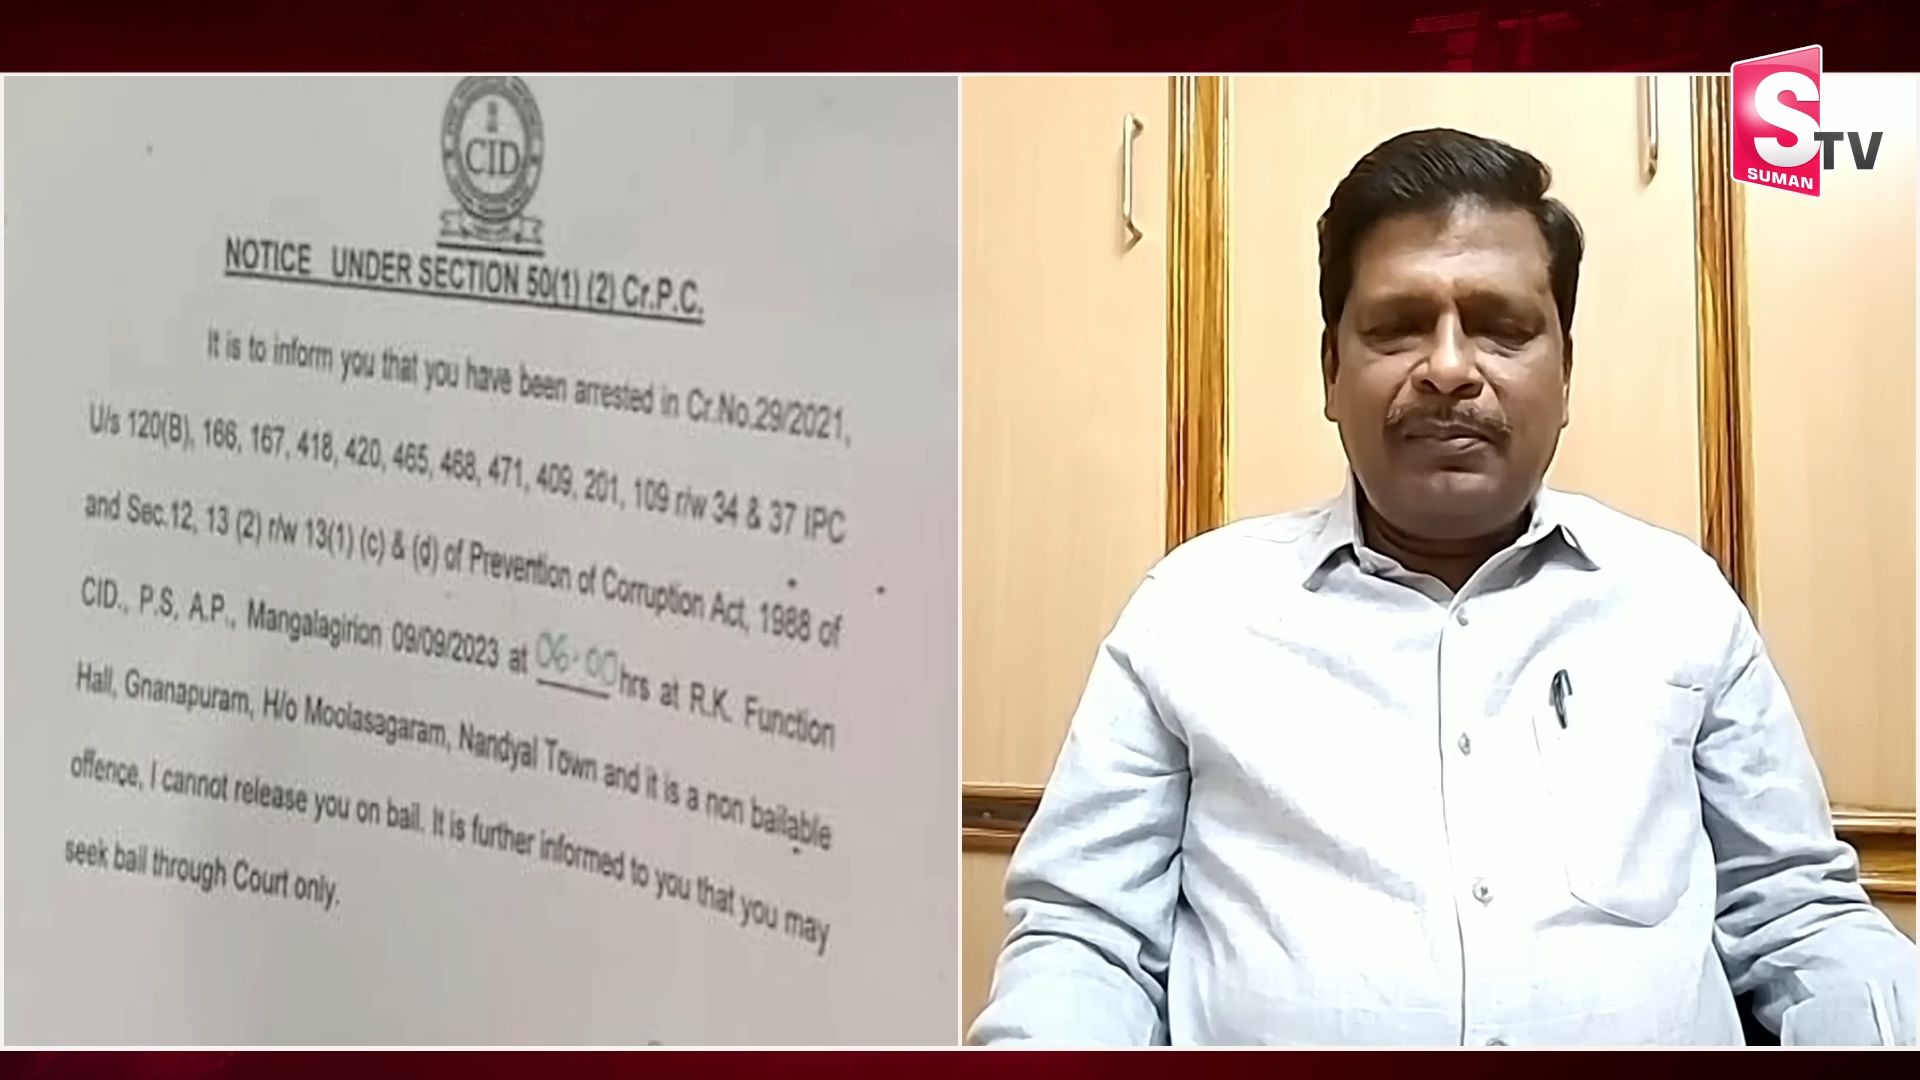 CID
NOTICE UNDER SECTION 50(1) (2) Cr.P.C.
It is to inform you that you have been arrested in Cr.No.29/2021,
U/s 120(B), 166, 167, 418, 420, 465, 468, 471, 409, 201, 109 r/w 34 & 37 IPC
and Sec.12, 13 (2) r/w 13(1) (c) & (d) of Prevention of Corruption Act, 1988 of
CID., P.S, A.P., Mangalagirion 09/09/2023 at 06.00 hrs at R.K. Function
Hall, Gnanapuram, H/o Moolasagaram, Nandyal Town and it is a non bailable
offence, I cannot release you on bail. It is further informed to you that you may
seek bail through Court only.
S TV
SUMAN